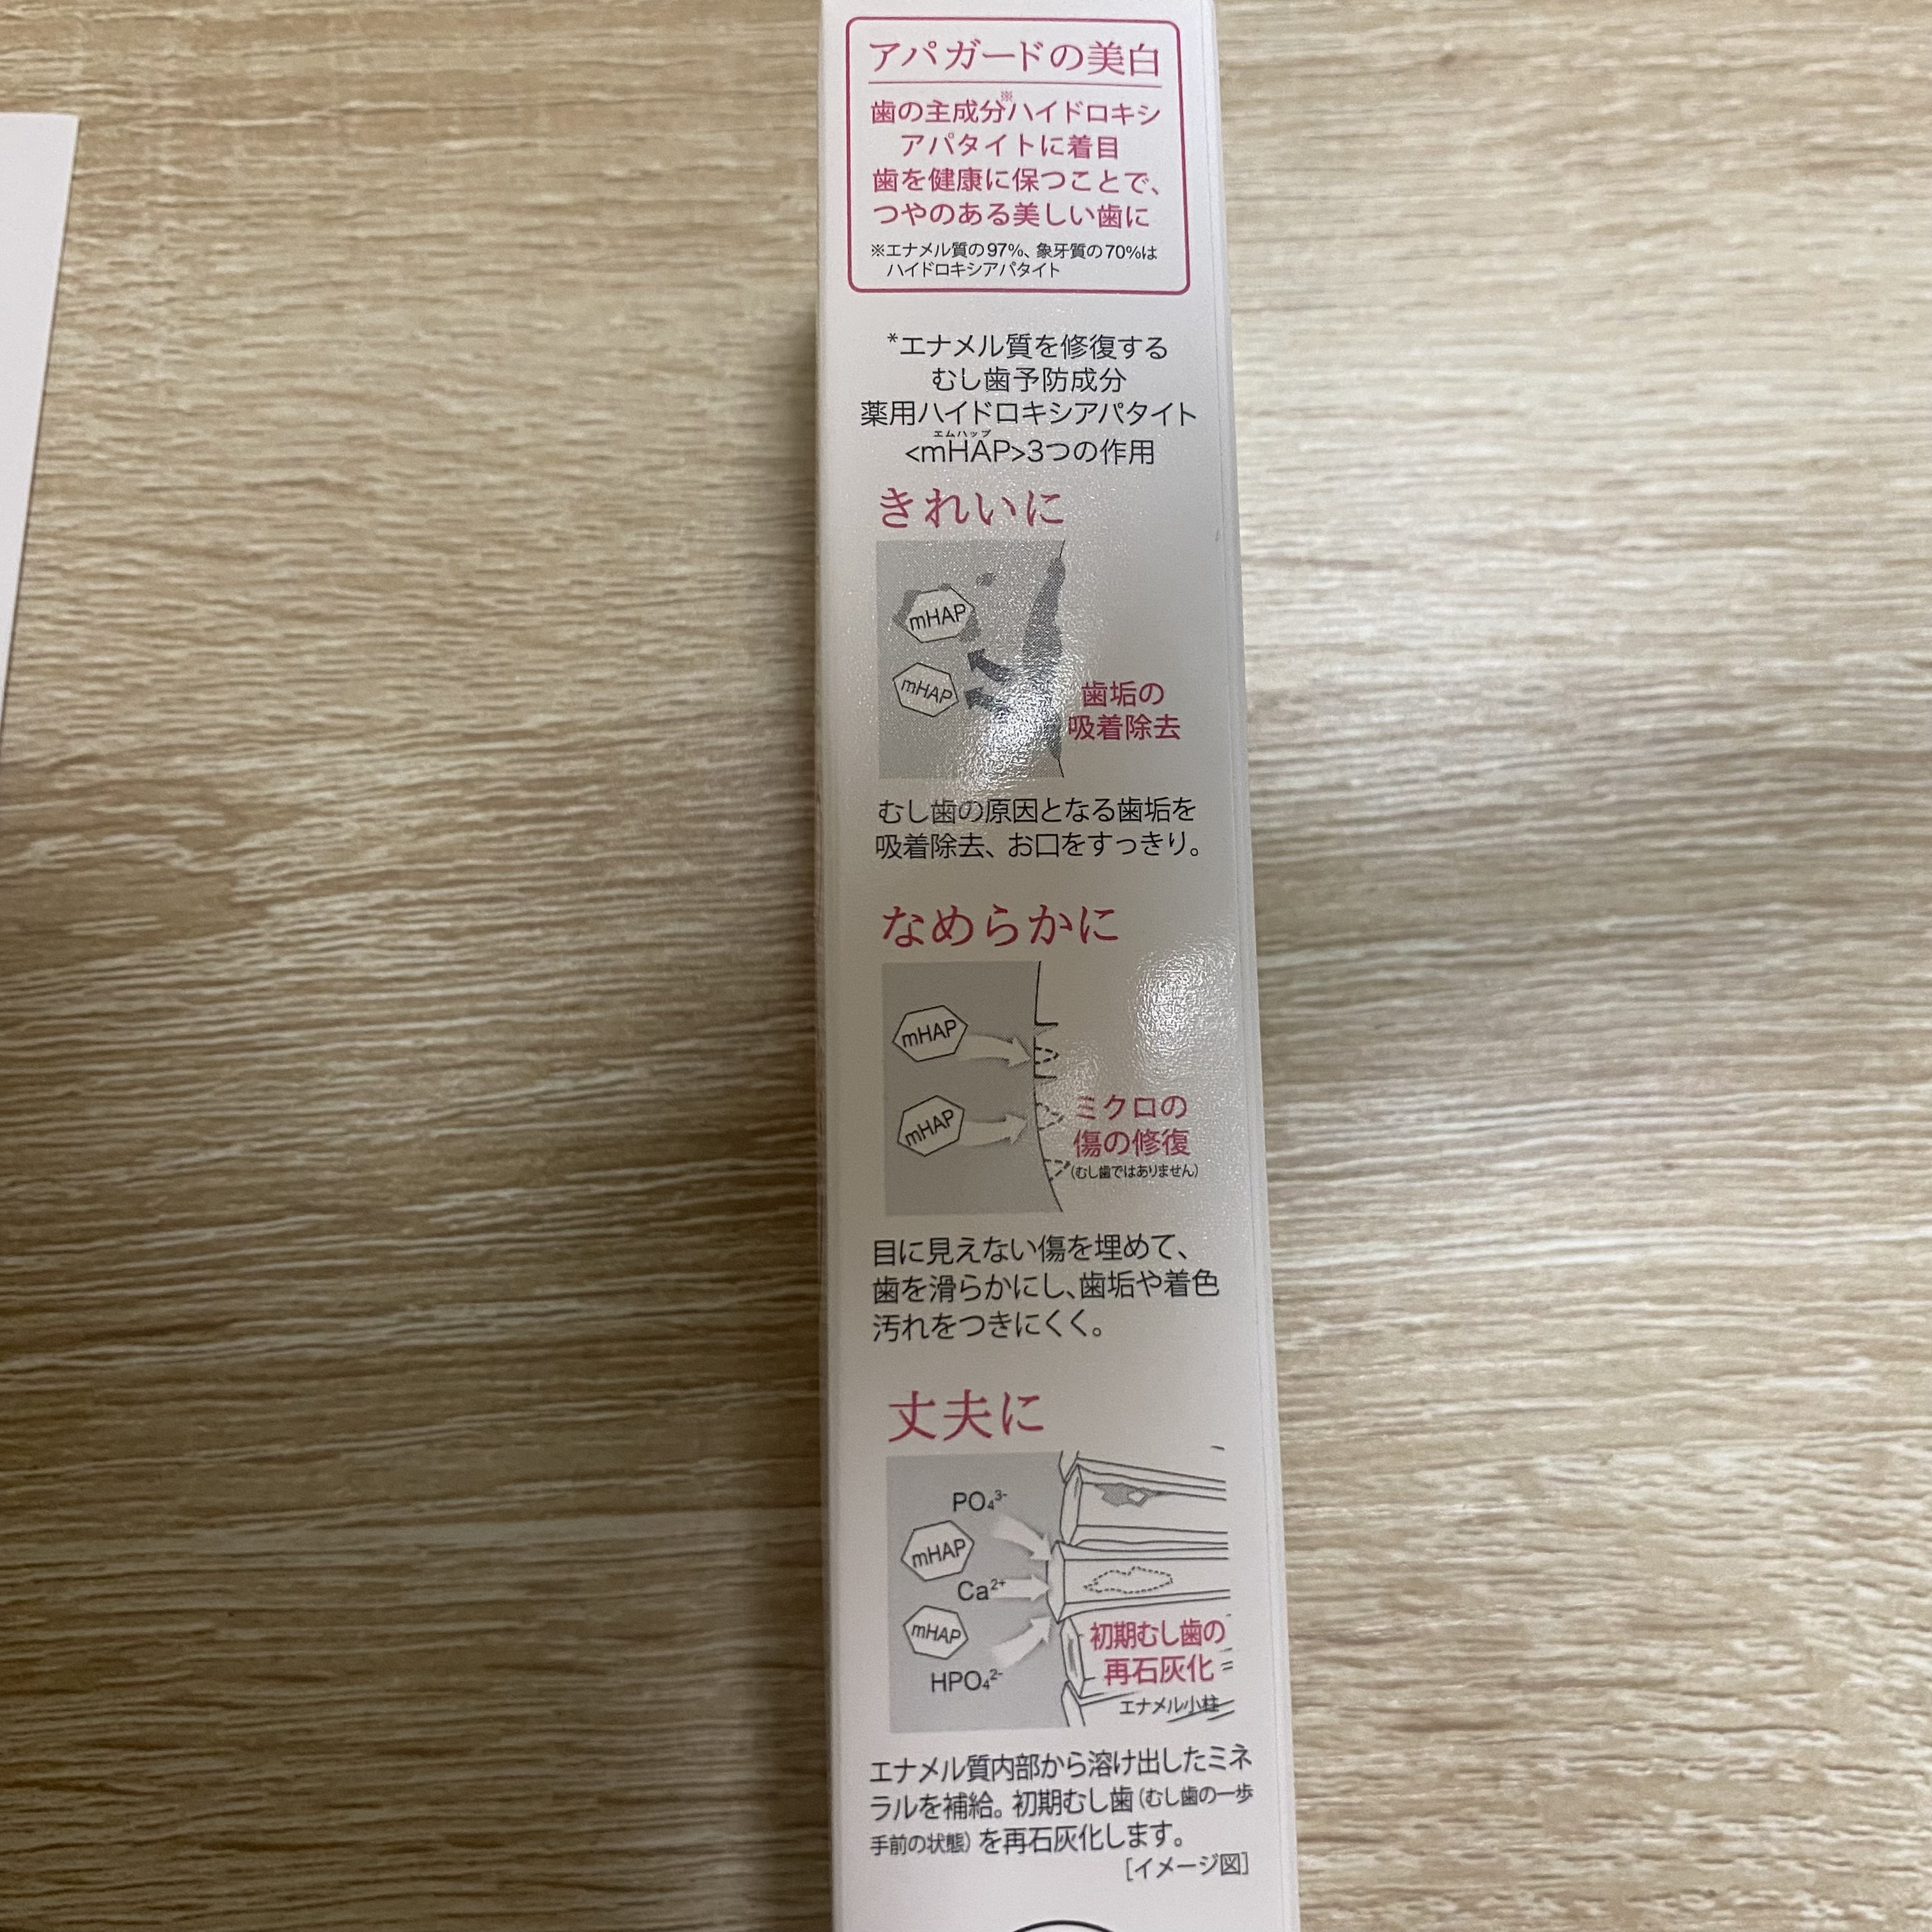 アパガードの美白
歯の主成分※ハイドロキシ
アパタイトに着目
歯を健康に保つことで、
つやのある美しい歯に
※エナメル質の97%、象牙質の70%は
ハイドロキシアパタイト
*エナメル質を修復する
むし歯予防成分
薬用ハイドロキシアパタイト
エムハップ
<mHAP>3つの作用
きれいに
mHAP
mHAP
歯垢の
吸着除去
むし歯の原因となる歯垢を
吸着除去、お口をすっきり。
なめらかに
mHAP
mHAP
ミクロの
傷の修復
(むし歯ではありません)
目に見えない傷を埋めて、
歯を滑らかにし、歯垢や着色
汚れをつきにくく。
丈夫に
PO₄³⁻
mHAP
Ca²⁺
mHAP
HPO₄²⁻
初期むし歯の
再石灰化
エナメル小柱
エナメル質内部から溶け出したミネ
ラルを補給。初期むし歯(むし歯の一歩
手前の状態)を再石灰化します。
[イメージ図]